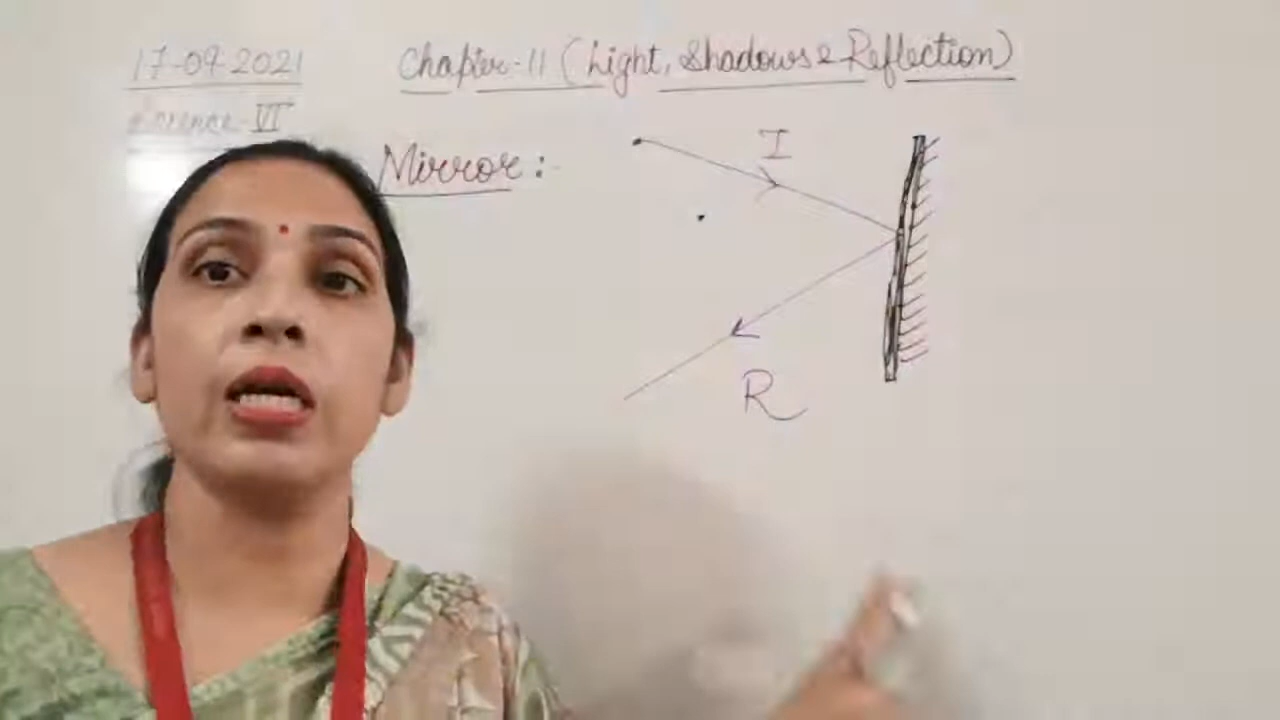 17-09-2021
Chapter-11 (Light, Shadows & Reflection)
Science-VI
Mirror:-
I
R